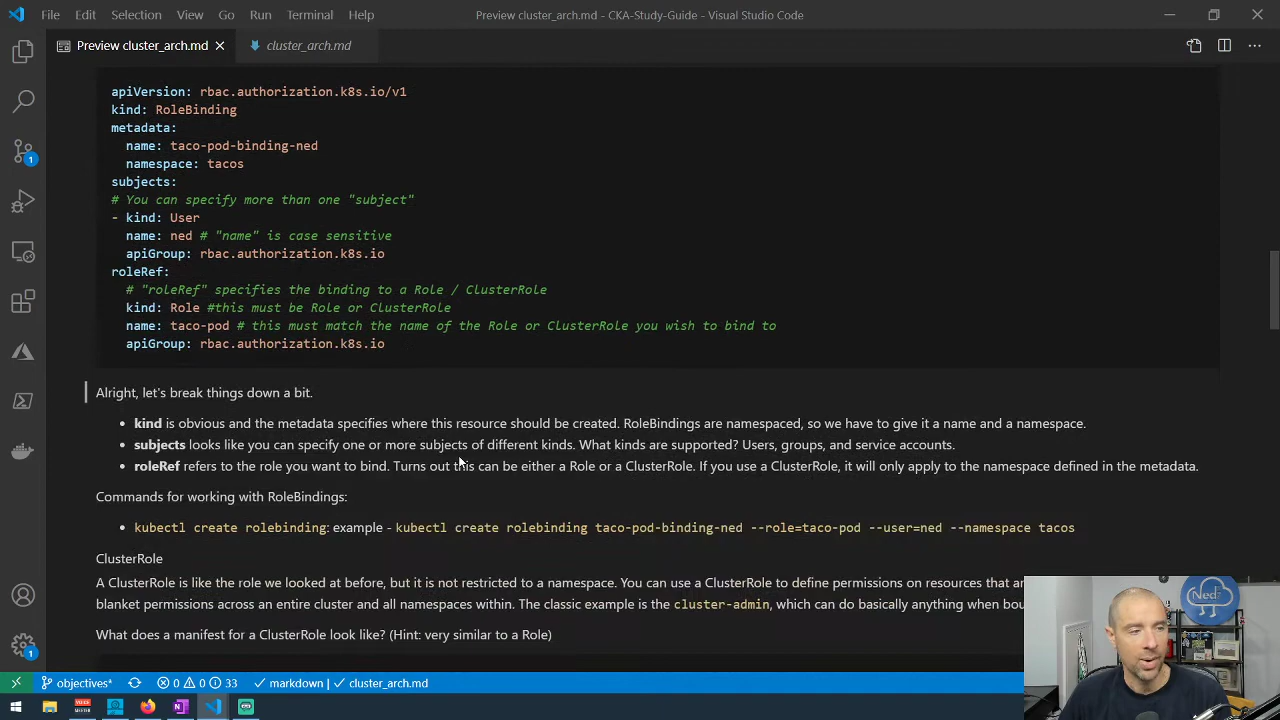 File Edit Selection View Go Run Terminal Help Preview cluster_arch.md - CKA-Study-Guide - Visual Studio Code
Preview cluster_arch.md cluster_arch.md
apiVersion: rbac.authorization.k8s.io/v1
kind: RoleBinding
metadata:
name: taco-pod-binding-ned
namespace: tacos
subjects:
# You can specify more than one "subject"
- kind: User
name: ned # "name" is case sensitive
apiGroup: rbac.authorization.k8s.io
roleRef:
# "roleRef" specifies the binding to a Role / ClusterRole
kind: Role #this must be Role or ClusterRole
name: taco-pod # this must match the name of the Role or ClusterRole you wish to bind to
apiGroup: rbac.authorization.k8s.io
Alright, let's break things down a bit.
• kind is obvious and the metadata specifies where this resource should be created. RoleBindings are namespaced, so we have to give it a name and a namespace.
• subjects looks like you can specify one or more subjects of different kinds. What kinds are supported? Users, groups, and service accounts.
• roleRef refers to the role you want to bind. Turns out this can be either a Role or a ClusterRole. If you use a ClusterRole, it will only apply to the namespace defined in the metadata.
Commands for working with RoleBindings:
• kubectl create rolebinding: example - kubectl create rolebinding taco-pod-binding-ned --role=taco-pod --user=ned --namespace tacos
ClusterRole
A ClusterRole is like the role we looked at before, but it is not restricted to a namespace. You can use a ClusterRole to define permissions on resources that
blanket permissions across an entire cluster and all namespaces within. The classic example is the cluster-admin, which can do basically anything when
What does a manifest for a ClusterRole look like? (Hint: very similar to a Role)
Ned
1
1
objectives* 0 0 33 markdown | cluster_arch.md